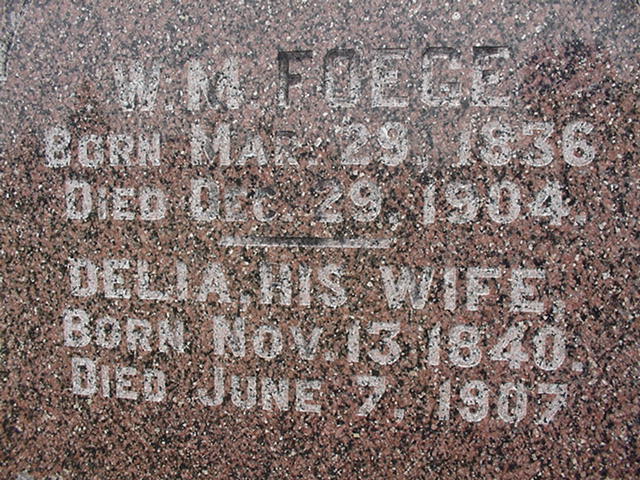 WM. FOEGE
BORN MAR. 29, 1836
DIED DEC. 29, 1904.
DELIA, HIS WIFE,
BORN NOV. 13, 1840.
DIED JUNE 7, 1907